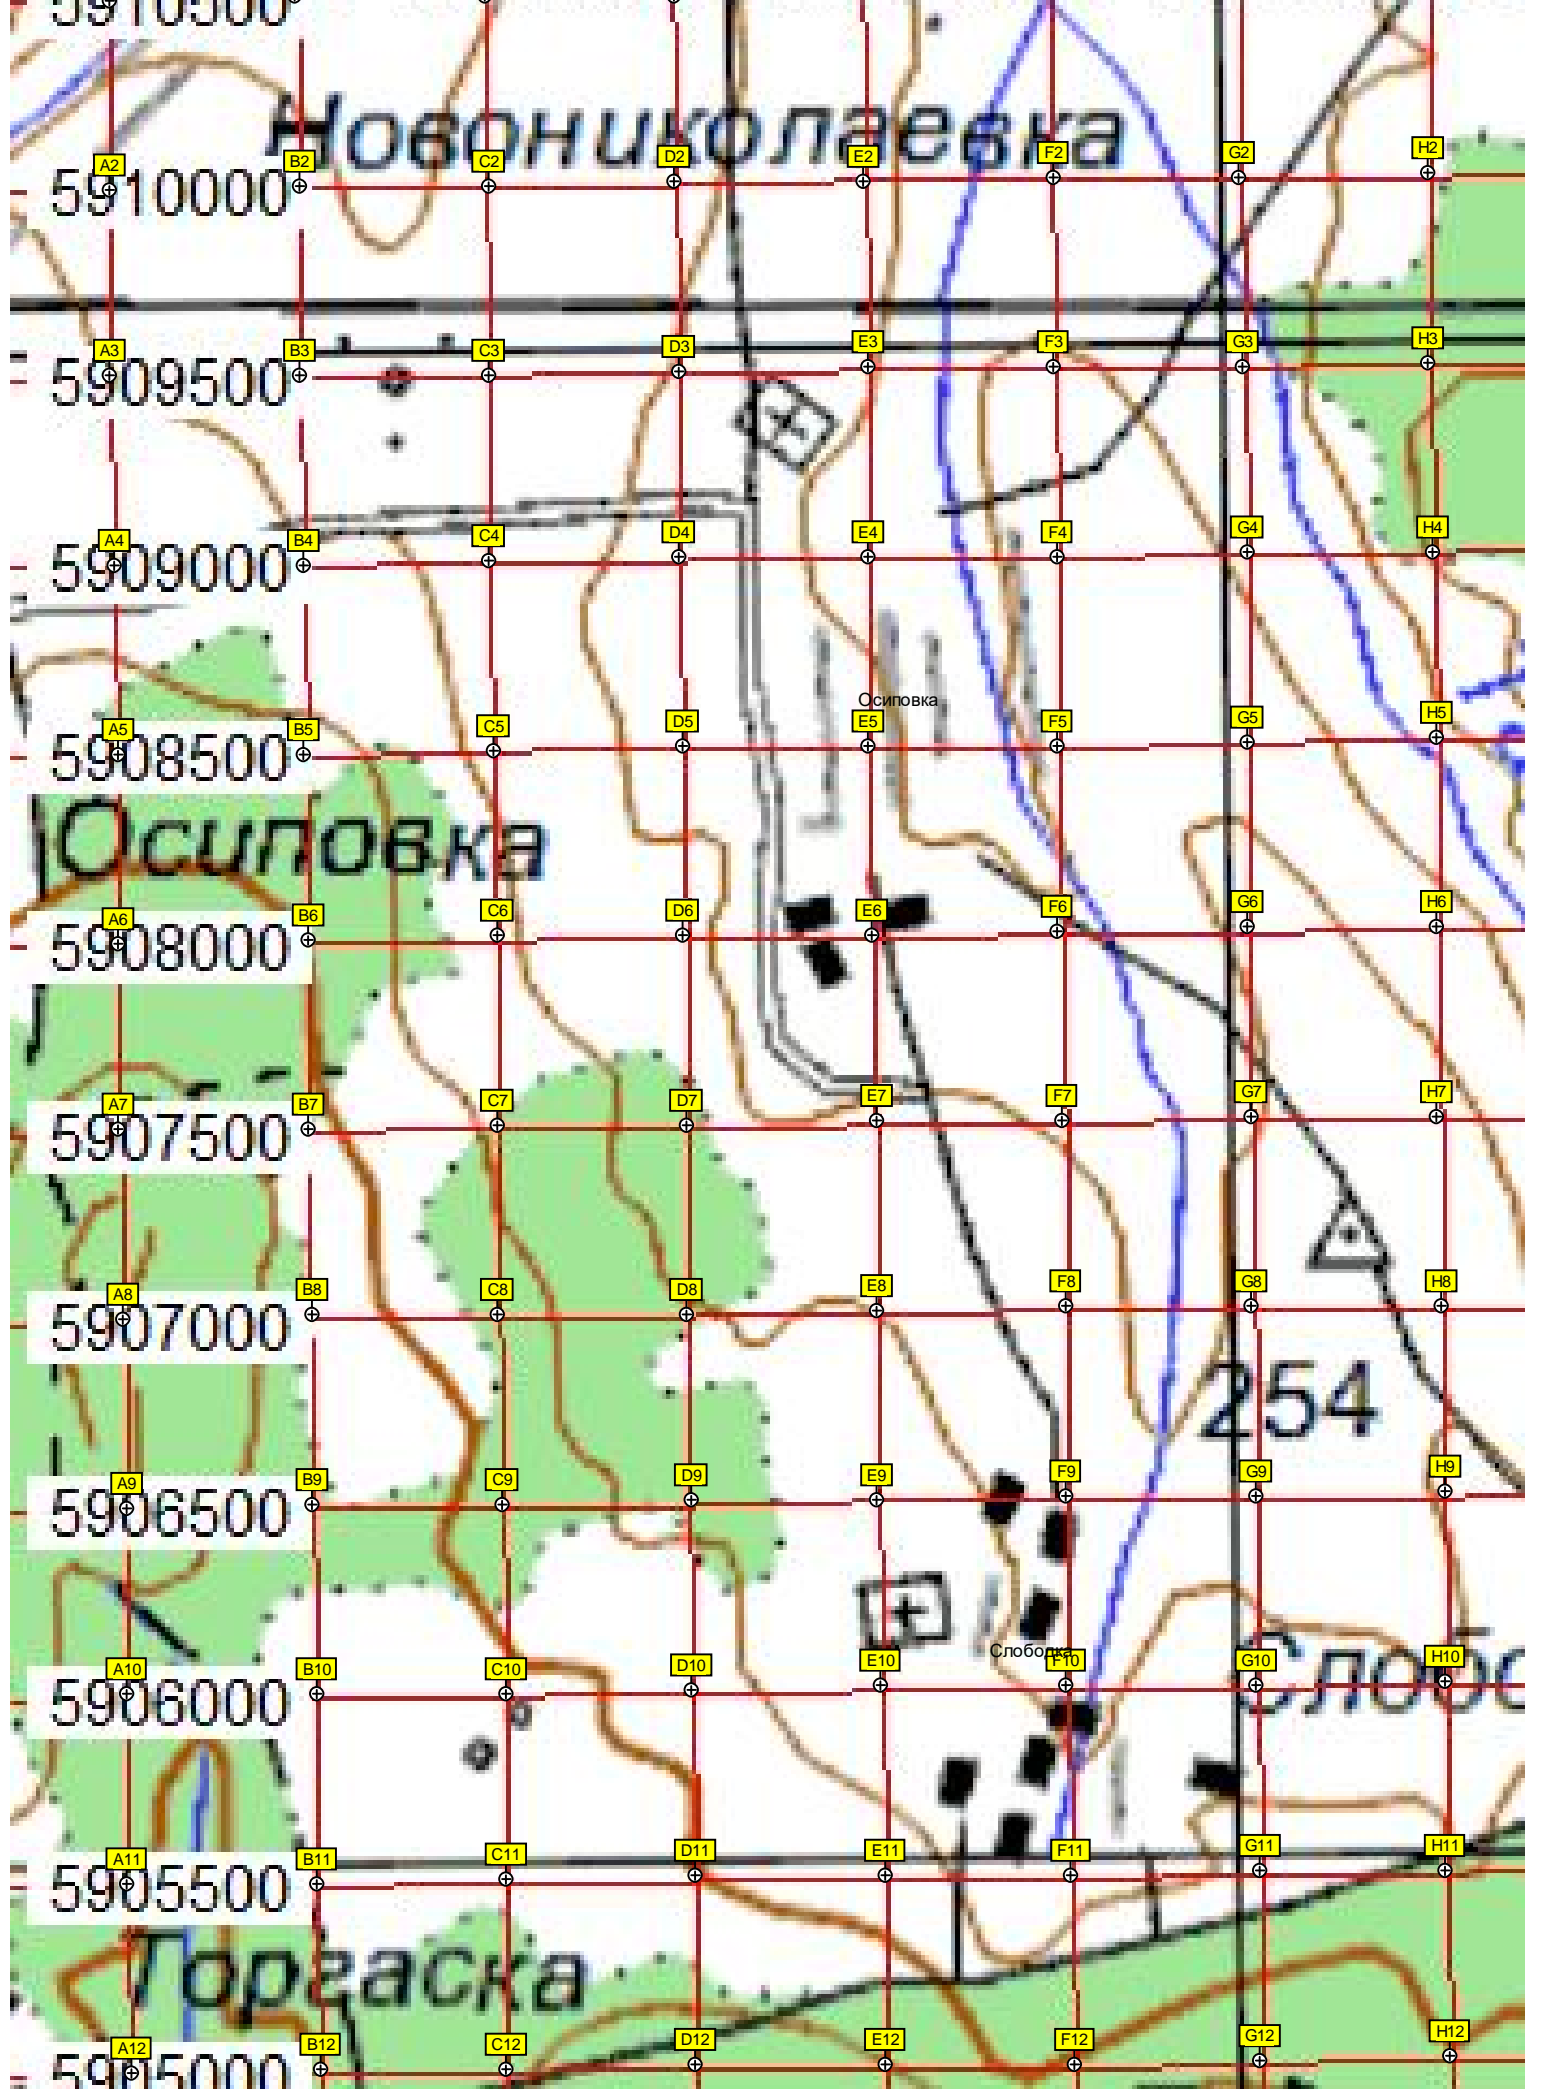 5910500
Новониколаевка
A2 B2 C2 D2 E2 F2 G2 H2
5910000
A3 B3 C3 D3 E3 F3 G3 H3
5909500
A4 B4 C4 D4 E4 F4 G4 H4
5909000
Осиповка
A5 B5 C5 D5 E5 F5 G5 H5
5908500
Осиповка
A6 B6 C6 D6 E6 F6 G6 H6
5908000
A7 B7 C7 D7 E7 F7 G7 H7
5907500
A8 B8 C8 D8 E8 F8 G8 H8
5907000
254
A9 B9 C9 D9 E9 F9 G9 H9
5906500
Слободка
A10 B10 C10 D10 E10 F10 G10 H10
Слобо
5906000
A11 B11 C11 D11 E11 F11 G11 H11
5905500
Торгаска
A12 B12 C12 D12 E12 F12 G12 H12
5905000